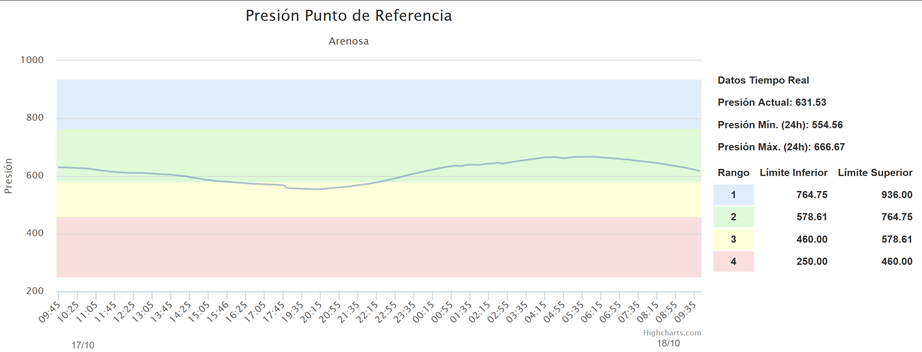 Presión Punto de Referencia
Arenosa
Presión
1000
800
600
400
200
09:45 10:25 11:05 11:45 12:25 13:05 13:45 14:25 15:05 15:46 16:25 17:05 17:45 19:35 20:15 20:55 21:35 22:15 22:55 23:35 00:15 00:55 01:35 02:15 02:55 03:35 04:15 04:55 05:35 06:15 06:55 07:35 08:15 08:55 09:35
Highcharts.com
17/10 18/10
Datos Tiempo Real
Presión Actual: 631.53
Presión Mín. (24h): 554.56
Presión Máx. (24h): 666.67
Rango Límite Inferior Límite Superior
1 764.75 936.00
2 578.61 764.75
3 460.00 578.61
4 250.00 460.00